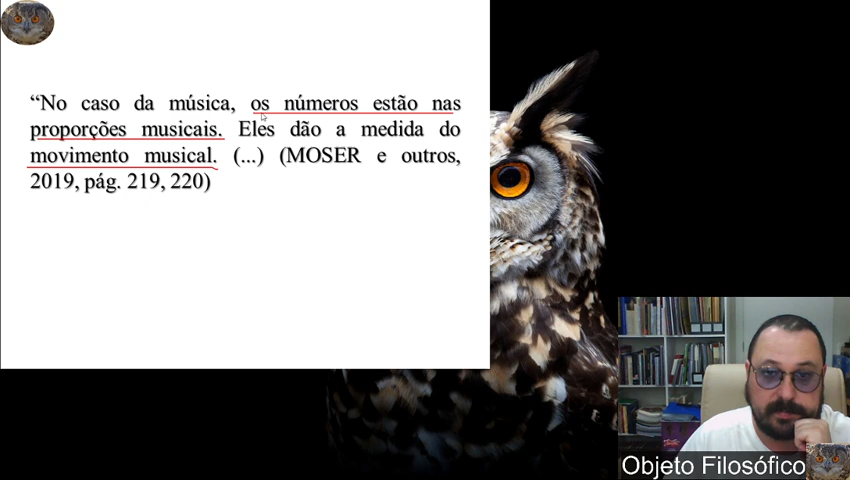 “No caso da música, os números estão nas
proporções musicais. Eles dão a medida do
movimento musical. (...) (MOSER e outros,
2019, pág. 219, 220)
Objeto Filosófico